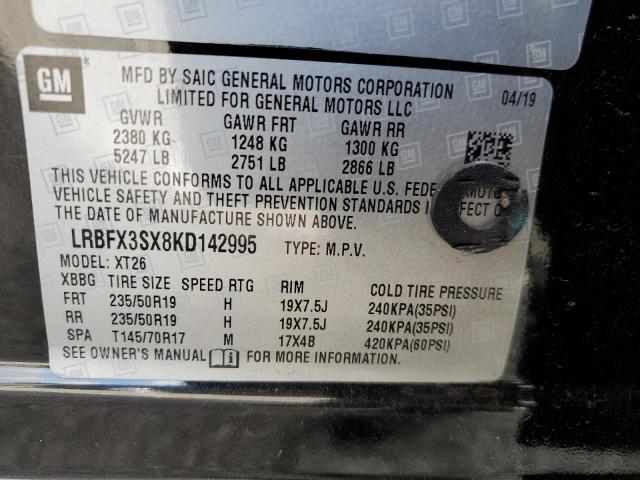 GM
MFD BY SAIC GENERAL MOTORS CORPORATION
LIMITED FOR GENERAL MOTORS LLC
04/19
GVWR GAWR FRT GAWR RR
2380 KG 1248 KG 1300 KG
5247 LB 2751 LB 2866 LB
THIS VEHICLE CONFORMS TO ALL APPLICABLE U.S. FEDE MOTOR
VEHICLE SAFETY AND THEFT PREVENTION STANDARDS IN EFFECT ON
THE DATE OF MANUFACTURE SHOWN ABOVE.
LRBFX3SX8KD142995 TYPE: M.P.V.
MODEL: XT26
XBBG TIRE SIZE SPEED RTG RIM COLD TIRE PRESSURE
FRT 235/50R19 H 19X7.5J 240KPA(35PSI)
RR 235/50R19 H 19X7.5J 240KPA(35PSI)
SPA T145/70R17 M 17X4B 420KPA(60PSI)
SEE OWNER'S MANUAL FOR MORE INFORMATION.